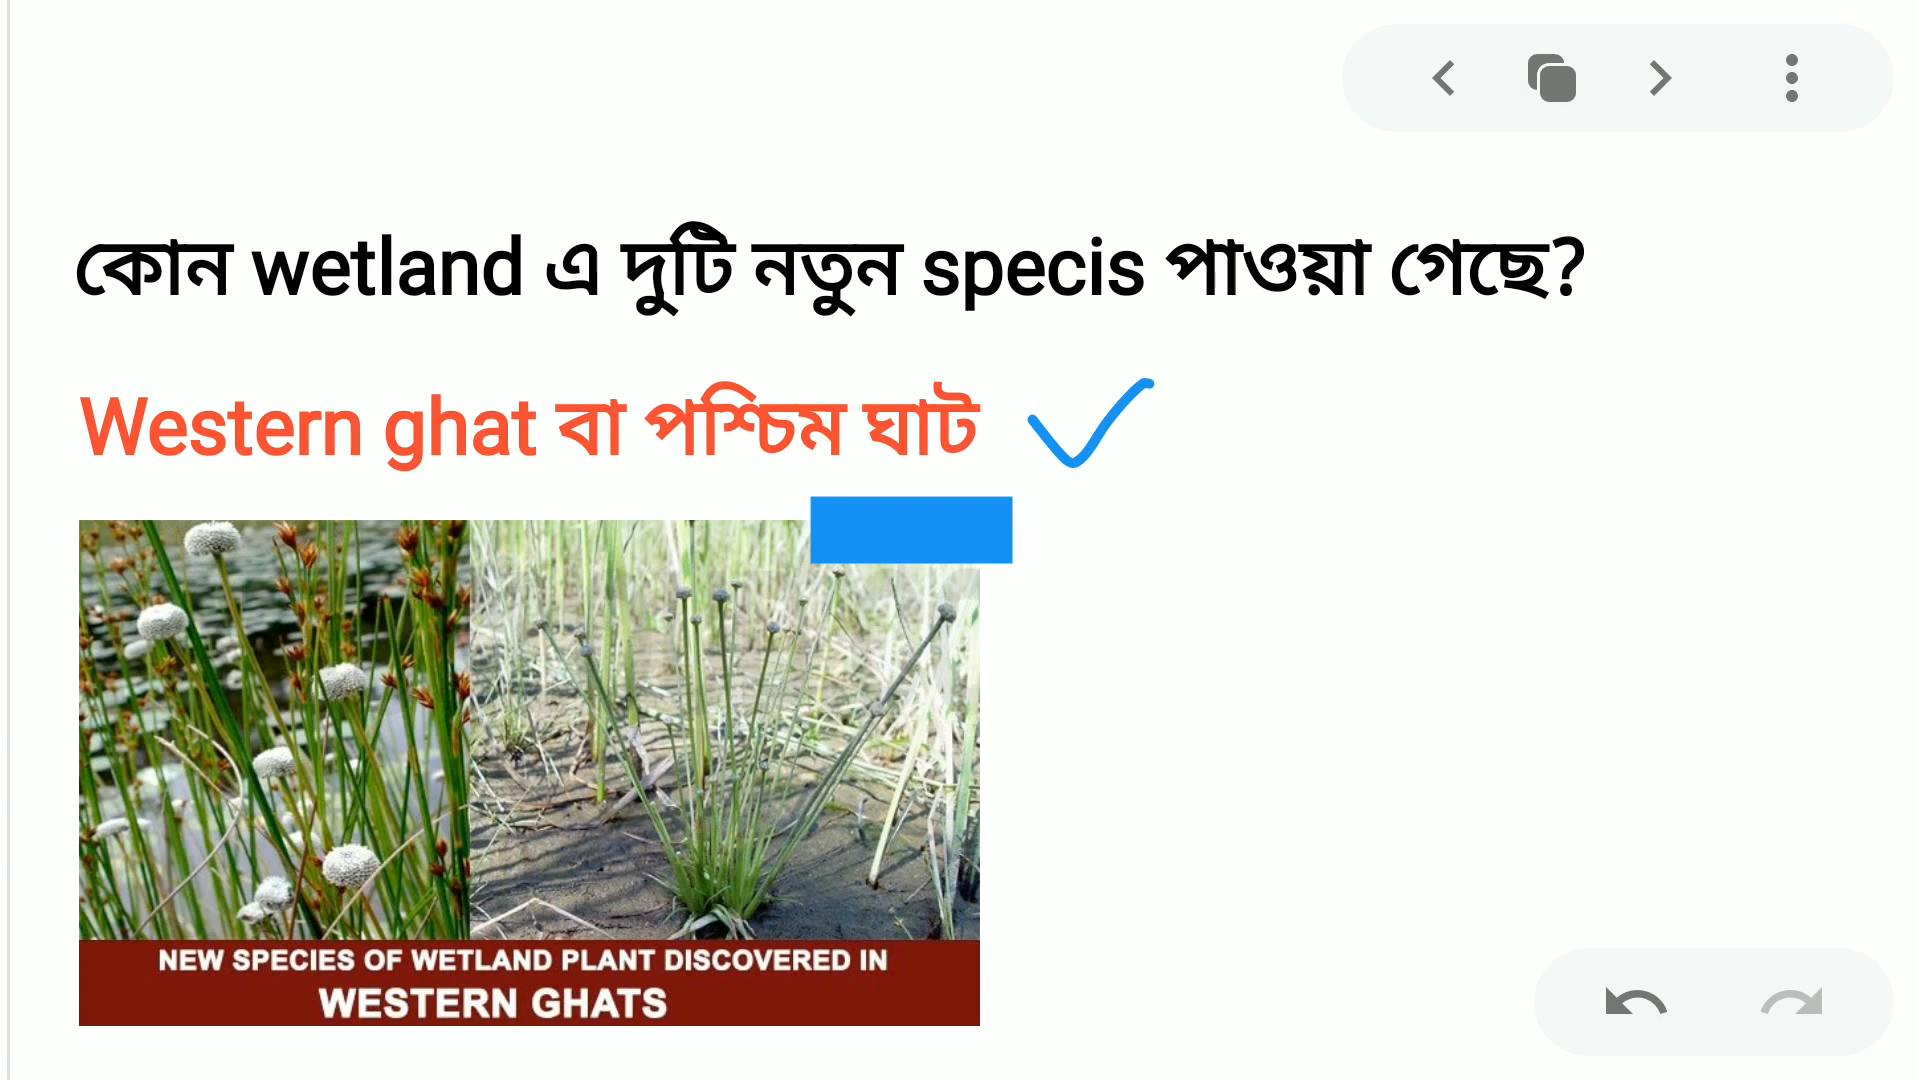 কোন wetland এ দুটি নতুন specis পাওয়া গেছে?
Western ghat বা পশ্চিম ঘাট
NEW SPECIES OF WETLAND PLANT DISCOVERED IN
WESTERN GHATS